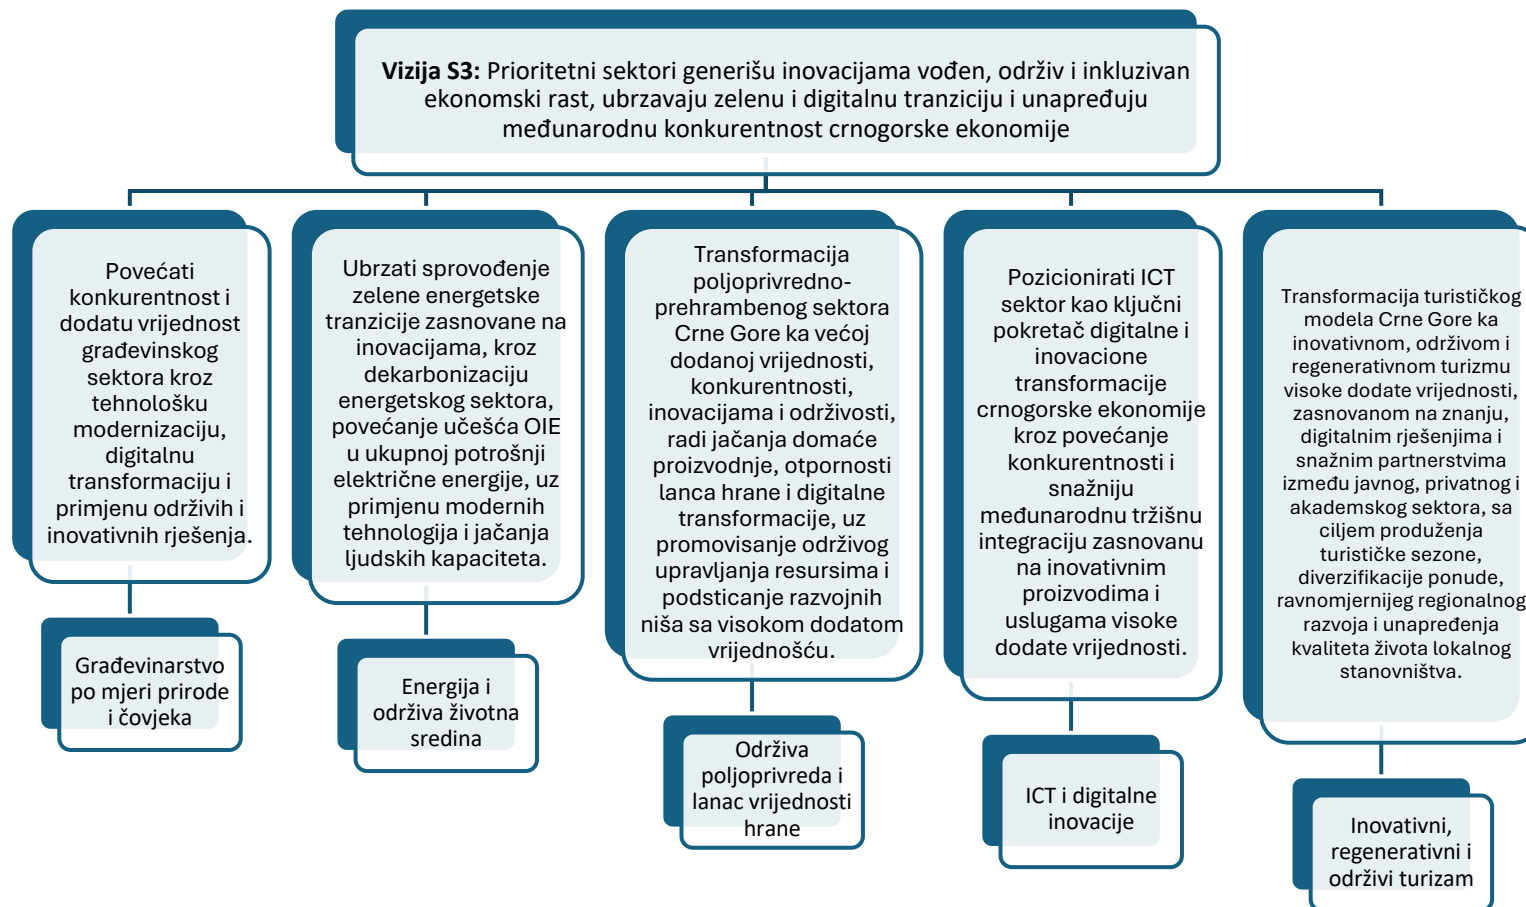 Vizija S3: Prioritetni sektori generišu inovacijama vođen, održiv i inkluzivan
ekonomski rast, ubrzavaju zelenu i digitalnu tranziciju i unapređuju
međunarodnu konkurentnost crnogorske ekonomije
Povećati
konkurentnost i
dodatu vrijednost
građevinskog
sektora kroz
tehnološku
modernizaciju,
digitalnu
transformaciju i
primjenu održivih i
inovativnih rješenja.
Građevinarstvo
po mjeri prirode
i čovjeka
Ubrzati sprovođenje
zelene energetske
tranzicije zasnovane na
inovacijama, kroz
dekarbonizaciju
energetskog sektora,
povećanje učešća OIE
u ukupnoj potrošnji
električne energije, uz
primjenu modernih
tehnologija i jačanja
ljudskih kapaciteta.
Energija i
održiva životna
sredina
Transformacija
poljoprivredno-
prehrambenog sektora
Crne Gore ka većoj
dodanoj vrijednosti,
konkurentnosti,
inovacijama i održivosti,
radi jačanja domaće
proizvodnje, otpornosti
lanca hrane i digitalne
transformacije, uz
promovisanje održivog
upravljanja resursima i
podsticanje razvojnih
niša sa visokom dodatom
vrijednošću.
Održiva
poljoprivreda i
lanac vrijednosti
hrane
Pozicionirati ICT
sektor kao ključni
pokretač digitalne i
inovacione
transformacije
crnogorske ekonomije
kroz povećanje
konkurentnosti i
snažniju
međunarodnu tržišnu
integraciju zasnovanu
na inovativnim
proizvodima i
uslugama visoke
dodate vrijednosti.
ICT i digitalne
inovacije
Transformacija turističkog
modela Crne Gore ka
inovativnom, održivom i
regenerativnom turizmu
visoke dodate vrijednosti,
zasnovanom na znanju,
digitalnim rješenjima i
snažnim partnerstvima
između javnog, privatnog i
akademskog sektora, sa
ciljem produženja
turističke sezone,
diverzifikacije ponude,
ravnomjernijeg regionalnog
razvoja i unapređenja
kvaliteta života lokalnog
stanovništva.
Inovativni,
regenerativni i
održivi turizam